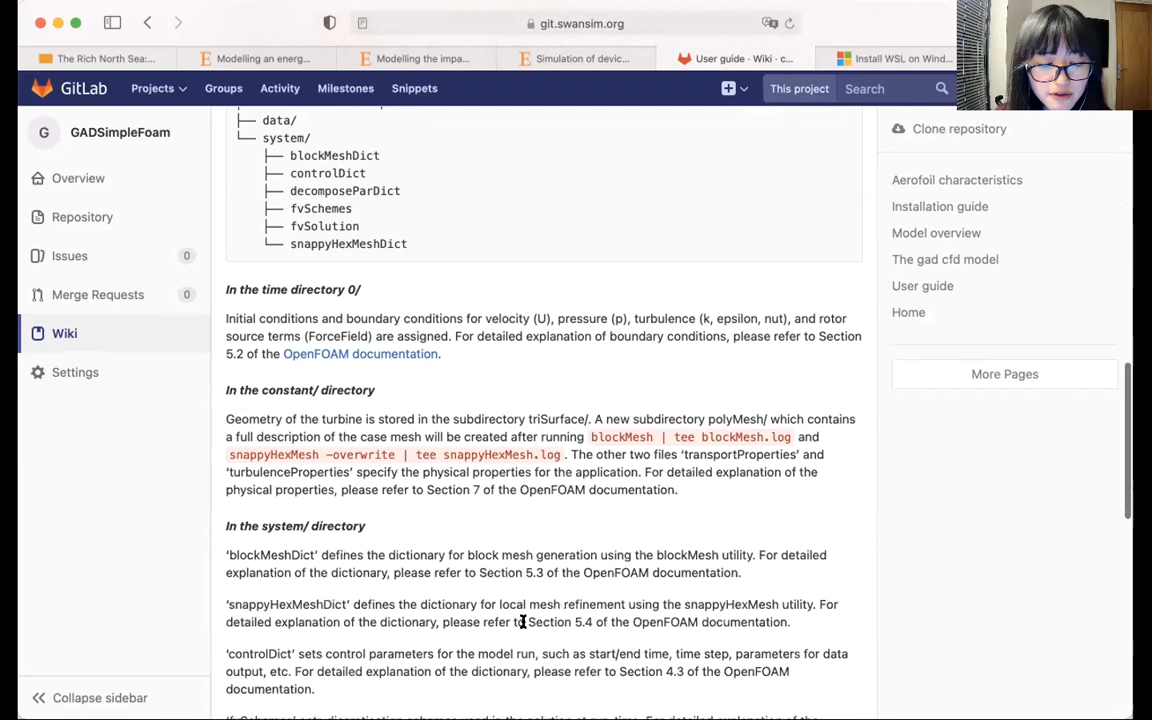 git.swansim.org
The Rich North Sea:...
Modelling an energ...
Modelling the impa...
Simulation of devic...
User guide · Wiki · c...
Install WSL on Wind...
GitLab
Projects
Groups
Activity
Milestones
Snippets
This project
Search
G
GADSimpleFoam
Overview
Repository
Issues
0
Merge Requests
0
Wiki
Settings
Collapse sidebar
├── data/
└── system/
├── blockMeshDict
├── controlDict
├── decomposeParDict
├── fvSchemes
├── fvSolution
└── snappyHexMeshDict
In the time directory 0/
Initial conditions and boundary conditions for velocity (U), pressure (p), turbulence (k, epsilon, nut), and rotor
source terms (ForceField) are assigned. For detailed explanation of boundary conditions, please refer to Section
5.2 of the OpenFOAM documentation.
In the constant/ directory
Geometry of the turbine is stored in the subdirectory triSurface/. A new subdirectory polyMesh/ which contains
a full description of the case mesh will be created after running blockMesh | tee blockMesh.log and
snappyHexMesh –overwrite | tee snappyHexMesh.log. The other two files ‘transportProperties’ and
‘turbulenceProperties’ specify the physical properties for the application. For detailed explanation of the
physical properties, please refer to Section 7 of the OpenFOAM documentation.
In the system/ directory
‘blockMeshDict’ defines the dictionary for block mesh generation using the blockMesh utility. For detailed
explanation of the dictionary, please refer to Section 5.3 of the OpenFOAM documentation.
‘snappyHexMeshDict’ defines the dictionary for local mesh refinement using the snappyHexMesh utility. For
detailed explanation of the dictionary, please refer to Section 5.4 of the OpenFOAM documentation.
‘controlDict’ sets control parameters for the model run, such as start/end time, time step, parameters for data
output, etc. For detailed explanation of the dictionary, please refer to Section 4.3 of the OpenFOAM
documentation.
Clone repository
Aerofoil characteristics
Installation guide
Model overview
The gad cfd model
User guide
Home
More Pages